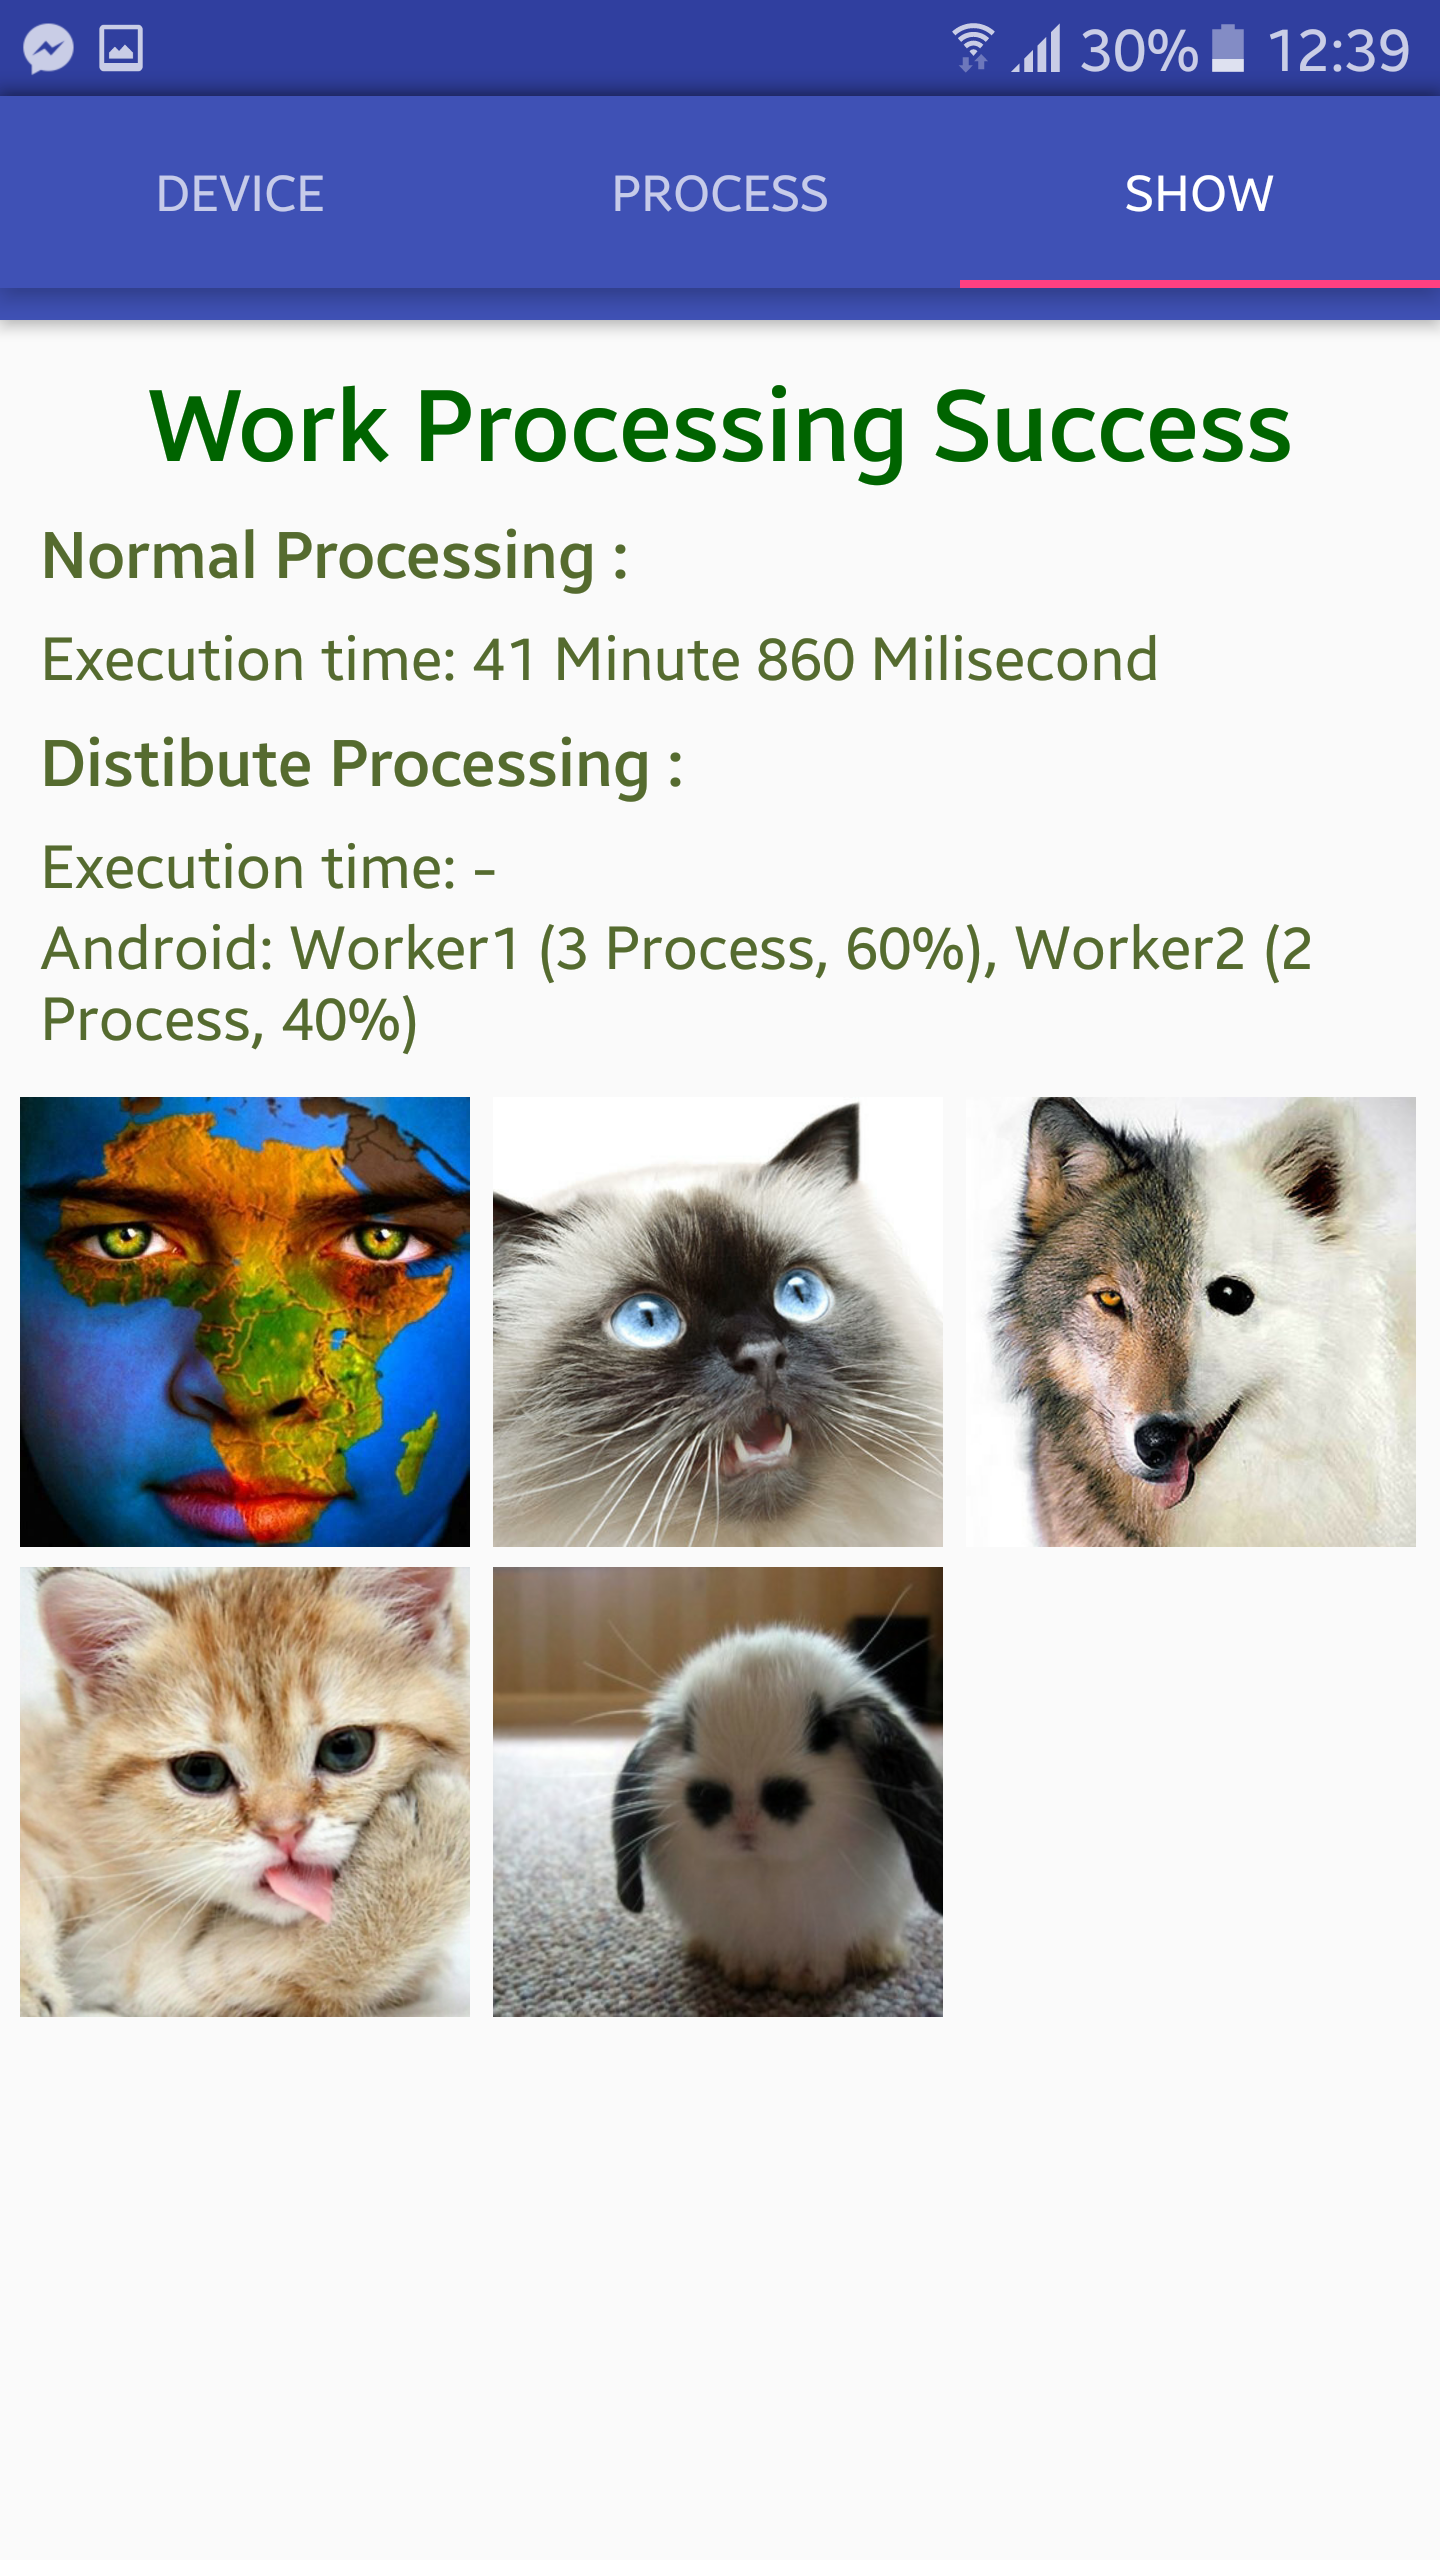 30% 12:39
DEVICE PROCESS SHOW
Work Processing Success
Normal Processing :
Execution time: 41 Minute 860 Milisecond
Distibute Processing :
Execution time: -
Android: Worker1 (3 Process, 60%), Worker2 (2
Process, 40%)